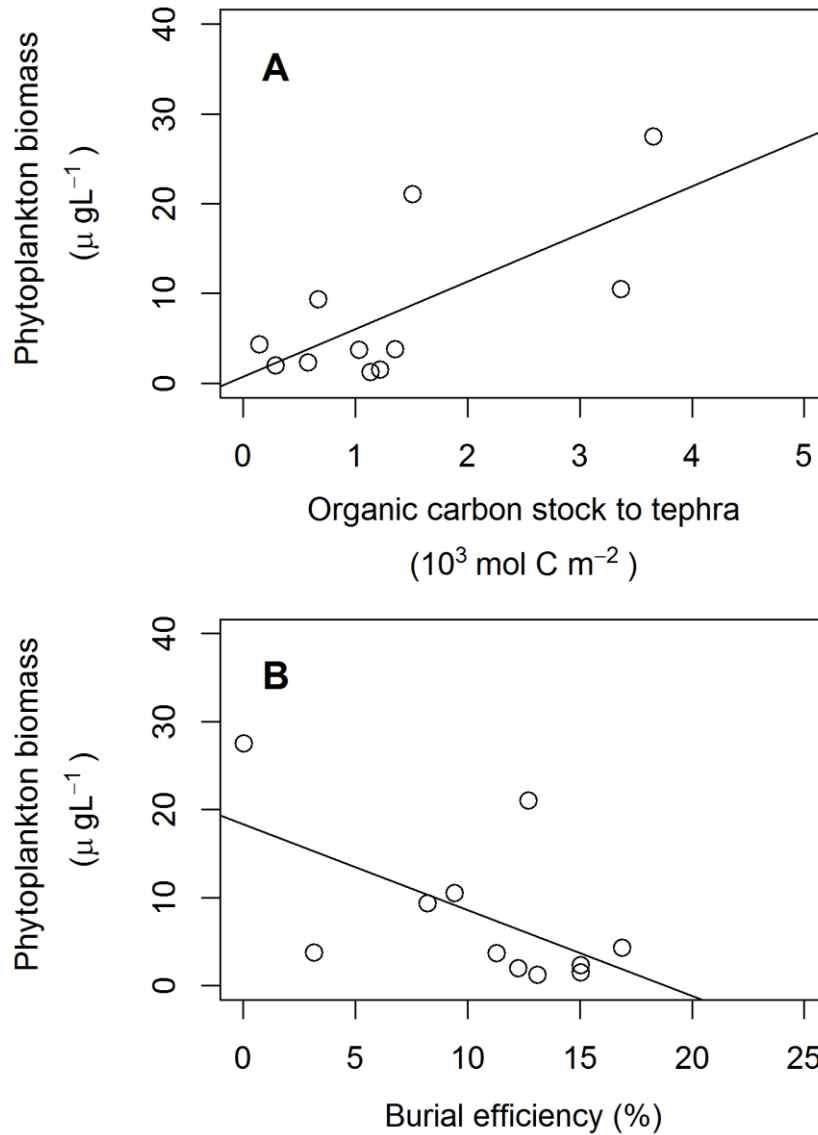 A
Phytoplankton biomass
(μ gL⁻¹ )
40
30
20
10
0
0 1 2 3 4 5
Organic carbon stock to tephra
(10³ mol C m⁻² )
B
Phytoplankton biomass
(μ gL⁻¹ )
40
30
20
10
0
0 5 10 15 20 25
Burial efficiency (%)